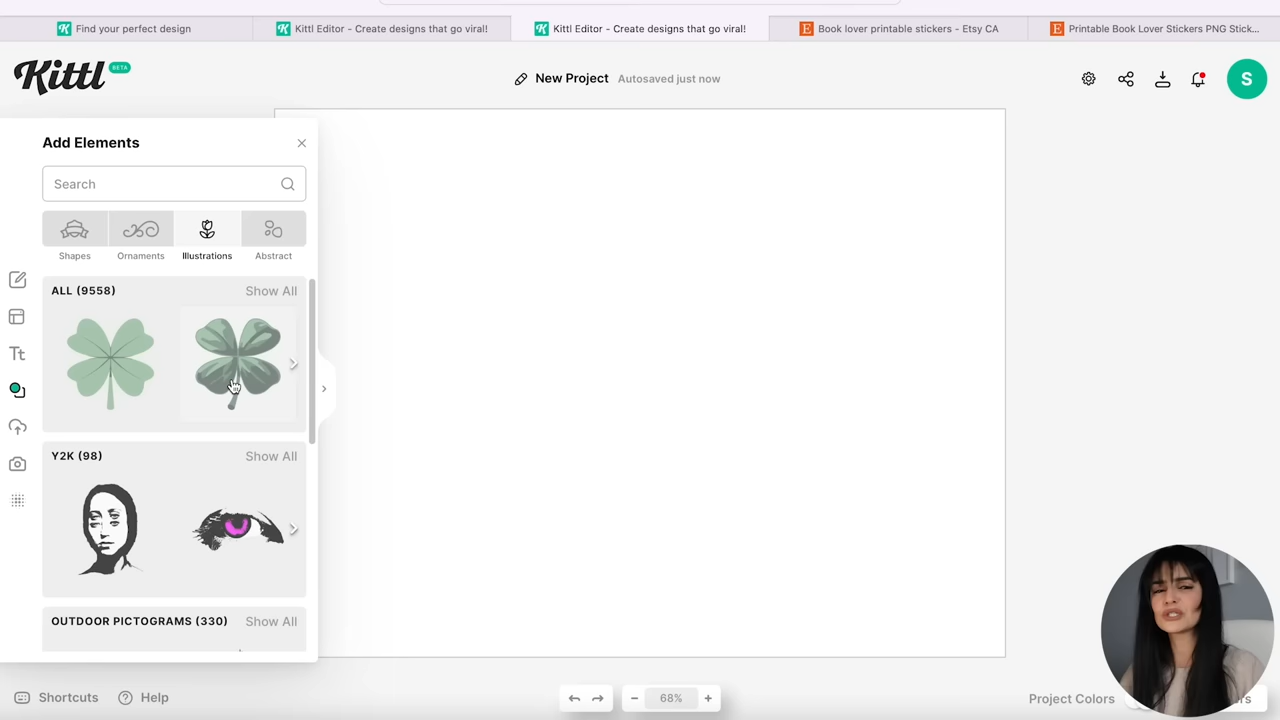 Find your perfect design
Kittl Editor - Create designs that go viral!
Kittl Editor - Create designs that go viral!
Book lover printable stickers - Etsy CA
Printable Book Lover Stickers PNG Stick...
Kittl BETA
New Project Autosaved just now
S
Add Elements
Search
Shapes Ornaments Illustrations Abstract
ALL (9558) Show All
Y2K (98) Show All
Tt
OUTDOOR PICTOGRAMS (330) Show All
Shortcuts Help
68%
Project Colors